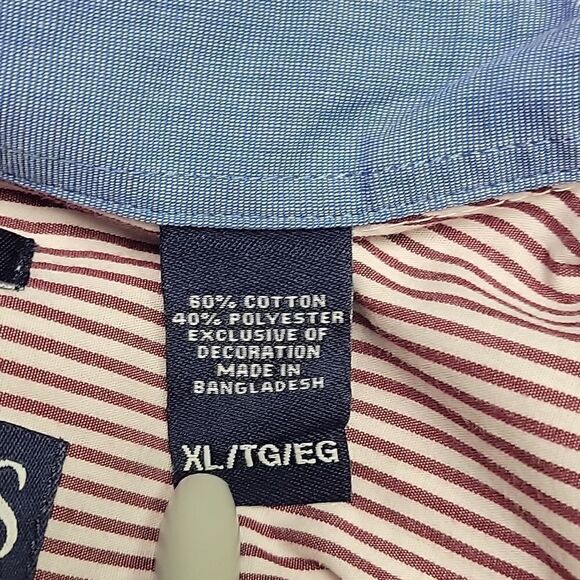 60% COTTON
40% POLYESTER
EXCLUSIVE OF
DECORATION
MADE IN
BANGLADESH
XL/TG/EG
S